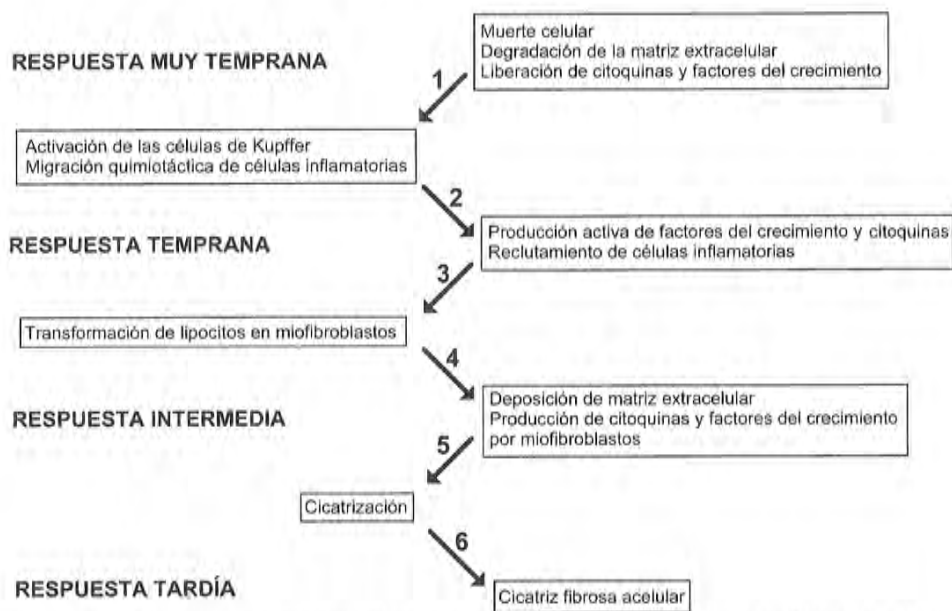 Muerte celular
Degradación de la matriz extracelular
Liberación de citoquinas y factores del crecimiento
RESPUESTA MUY TEMPRANA
1
Activación de las células de Kupffer
Migración quimiotáctica de células inflamatorias
2
Producción activa de factores del crecimiento y citoquinas
Reclutamiento de células inflamatorias
RESPUESTA TEMPRANA
3
Transformación de lipocitos en miofibroblastos
4
Deposición de matriz extracelular
Producción de citoquinas y factores del crecimiento
por miofibroblastos
RESPUESTA INTERMEDIA
5
Cicatrización
6
RESPUESTA TARDÍA
Cicatriz fibrosa acelular